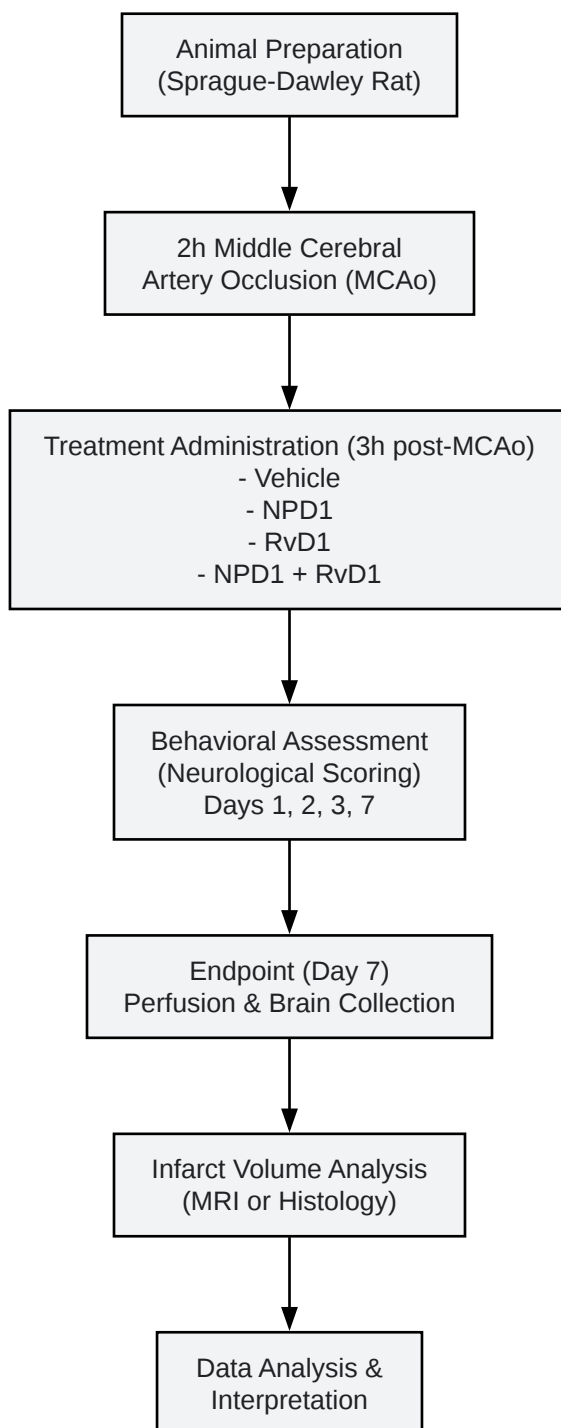 Animal Preparation
(Sprague-Dawley Rat)
2h Middle Cerebral
Artery Occlusion (MCAo)
Treatment Administration (3h post-MCAo)
- Vehicle
- NPD1
- RvD1
- NPD1 + RvD1
Behavioral Assessment
(Neurological Scoring)
Days 1, 2, 3, 7
Endpoint (Day 7)
Perfusion & Brain Collection
Infarct Volume Analysis
(MRI or Histology)
Data Analysis &
Interpretation